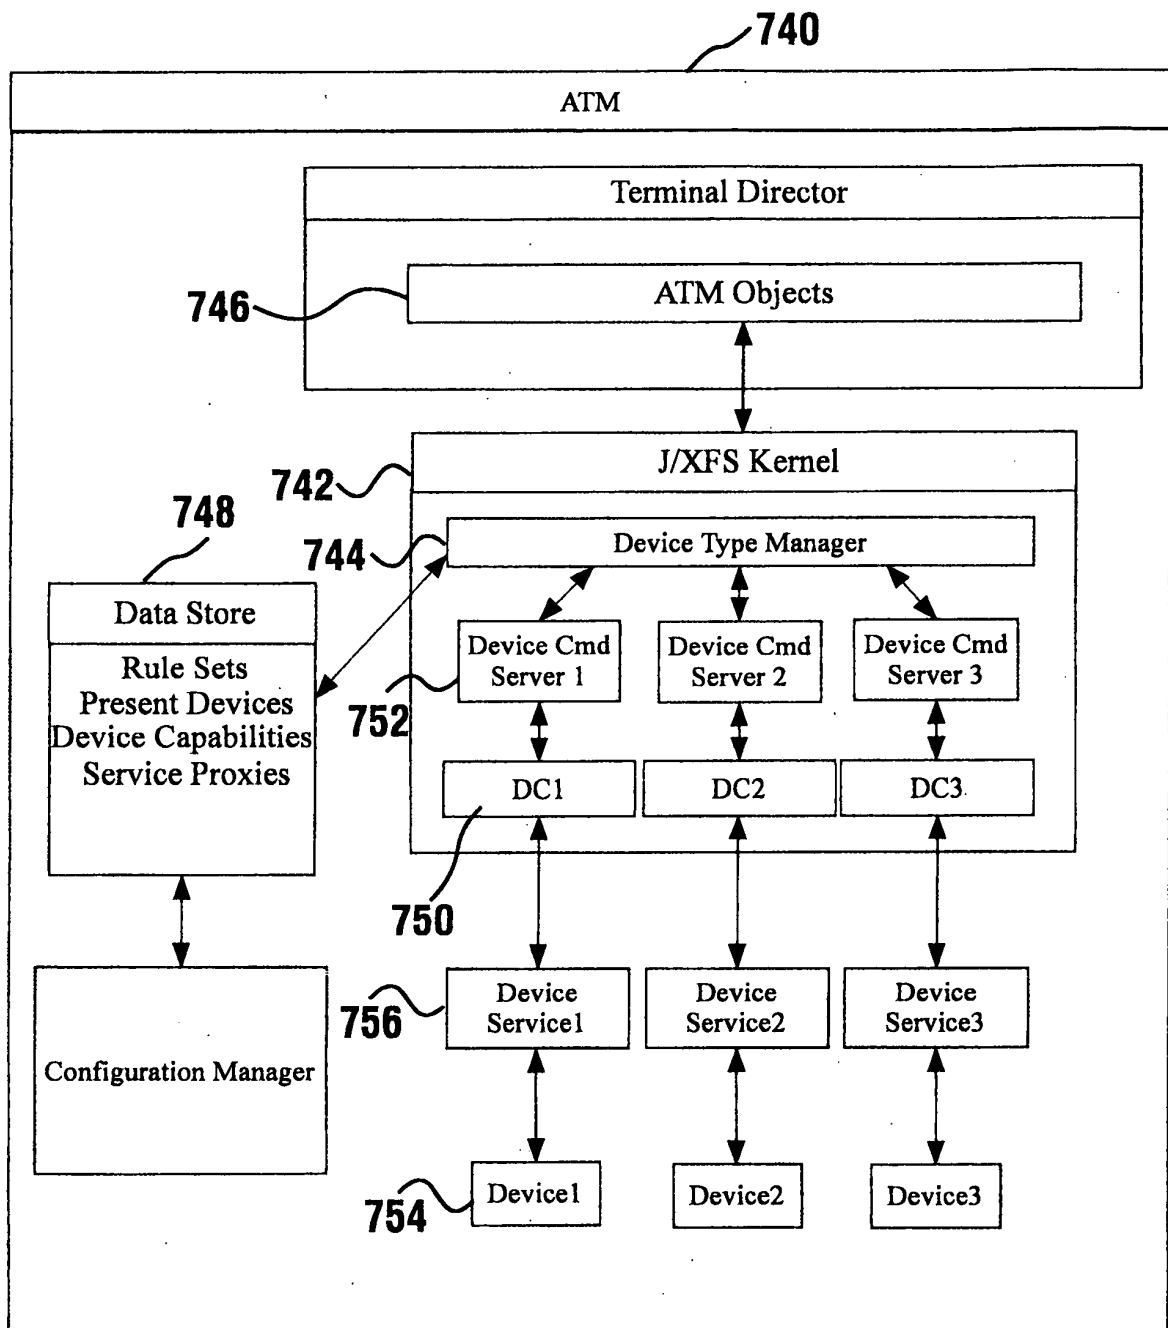 740
ATM
Terminal Director
746
ATM Objects
742
J/XFS Kernel
748
744
Device Type Manager
Data Store
Rule Sets
Present Devices
Device Capabilities
Service Proxies
752
Device Cmd
Server 1
Device Cmd
Server 2
Device Cmd
Server 3
DC1
DC2
DC3
750
756
Device
Service1
Device
Service2
Device
Service3
Configuration Manager
754
Device1
Device2
Device3